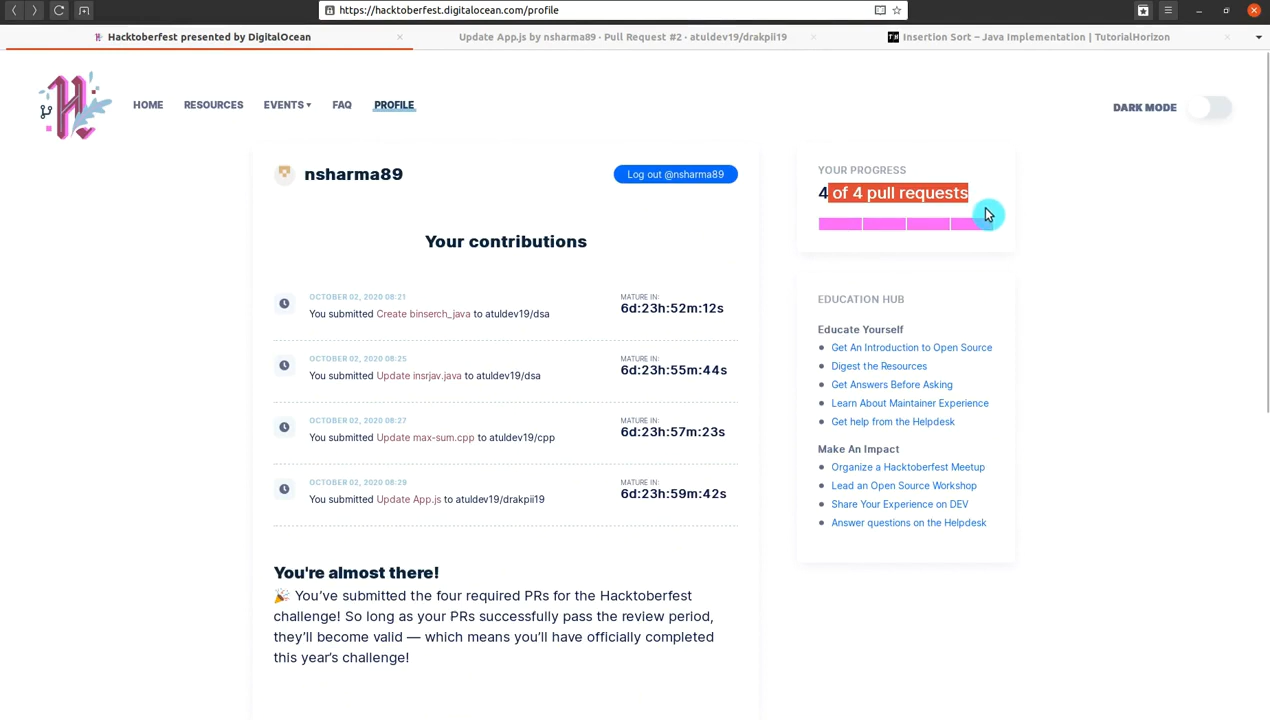 https://hacktoberfest.digitalocean.com/profile
Hacktoberfest presented by DigitalOcean
Update App.js by nsharma89 · Pull Request #2 · atuldev19/drakpii19
Insertion Sort – Java Implementation | TutorialHorizon
HOME RESOURCES EVENTS ▾ FAQ PROFILE
DARK MODE
nsharma89
Log out @nsharma89
Your contributions
OCTOBER 02, 2020 08:21
You submitted Create binserch_java to atuldev19/dsa
MATURE IN:
6d:23h:52m:12s
OCTOBER 02, 2020 08:25
You submitted Update insrjav.java to atuldev19/dsa
MATURE IN:
6d:23h:55m:44s
OCTOBER 02, 2020 08:27
You submitted Update max-sum.cpp to atuldev19/cpp
MATURE IN:
6d:23h:57m:23s
OCTOBER 02, 2020 08:29
You submitted Update App.js to atuldev19/drakpii19
MATURE IN:
6d:23h:59m:42s
You're almost there!
🎉 You’ve submitted the four required PRs for the Hacktoberfest
challenge! So long as your PRs successfully pass the review period,
they’ll become valid — which means you’ll have officially completed
this year’s challenge!
YOUR PROGRESS
4 of 4 pull requests
EDUCATION HUB
Educate Yourself
Get An Introduction to Open Source
Digest the Resources
Get Answers Before Asking
Learn About Maintainer Experience
Get help from the Helpdesk
Make An Impact
Organize a Hacktoberfest Meetup
Lead an Open Source Workshop
Share Your Experience on DEV
Answer questions on the Helpdesk